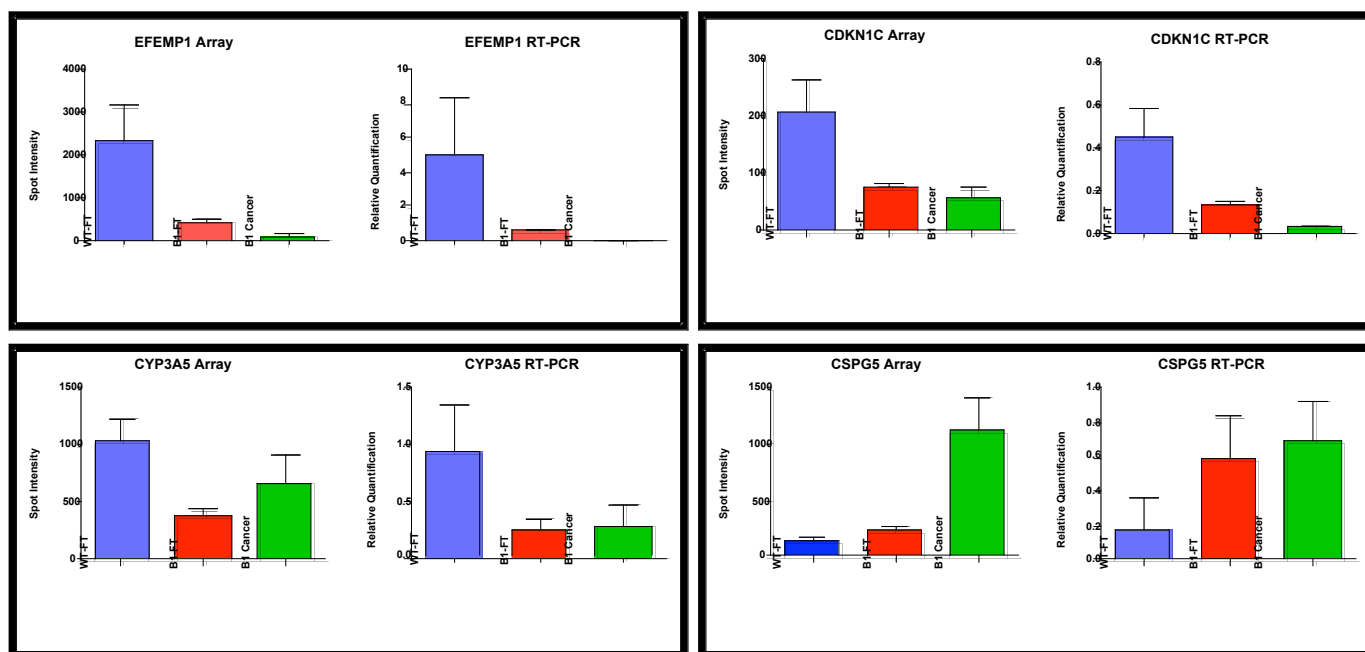 EFEMP1 Array
Spot Intensity
4000
3000
2000
1000
0
WT-FT
B1-FT
B1 Cancer
EFEMP1 RT-PCR
Relative Quantification
10
8
6
4
2
0
WT-FT
B1-FT
B1 Cancer
CDKN1C Array
Spot Intensity
300
200
100
0
WT-FT
B1-FT
B1 Cancer
CDKN1C RT-PCR
Relative Quantification
0.8
0.6
0.4
0.2
0.0
WT-FT
B1-FT
B1 Cancer
CYP3A5 Array
Spot Intensity
1500
1000
500
0
WT-FT
B1-FT
B1 Cancer
CYP3A5 RT-PCR
Relative Quantification
1.5
1.0
0.5
0.0
WT-FT
B1-FT
B1 Cancer
CSPG5 Array
Spot Intensity
1500
1000
500
0
WT-FT
B1-FT
B1 Cancer
CSPG5 RT-PCR
Relative Quantification
1.0
0.8
0.6
0.4
0.2
0.0
WT-FT
B1-FT
B1 Cancer